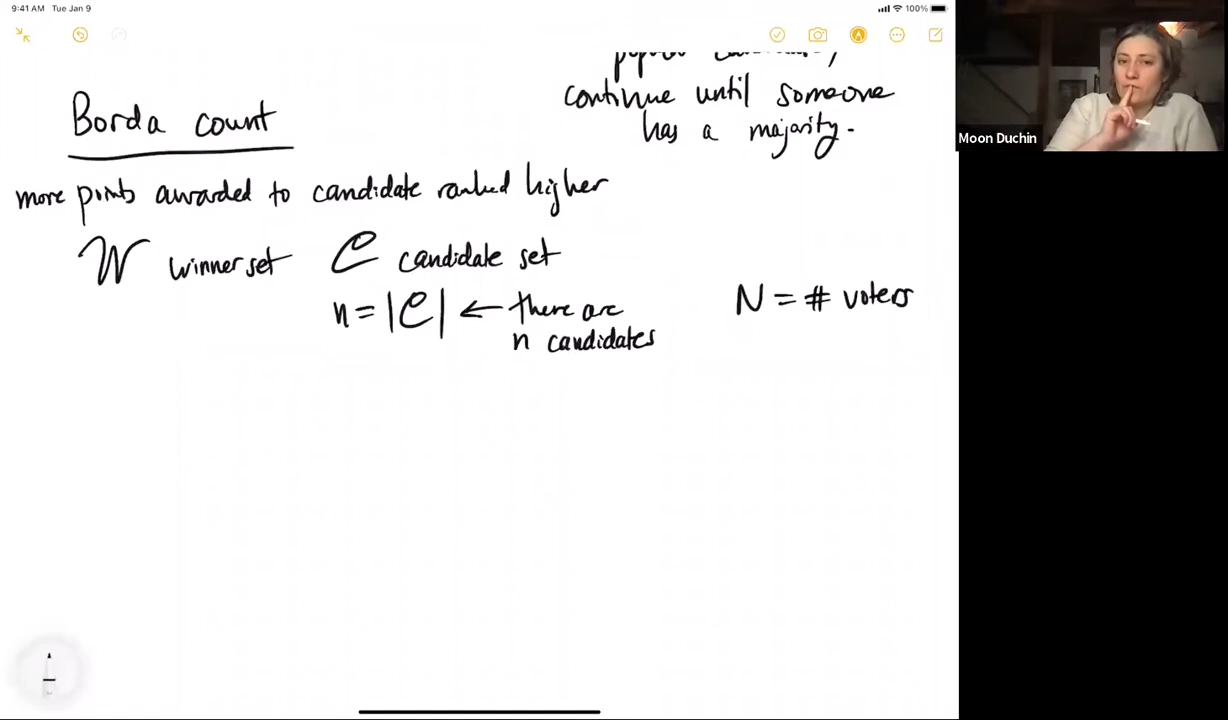 9:41 AM Tue Jan 9
100%
continue until someone
has a majority.
Borda count
more points awarded to candidate ranked higher
W winner set C candidate set
n = |C| ← there are
n candidates
N = # voters
Moon Duchin